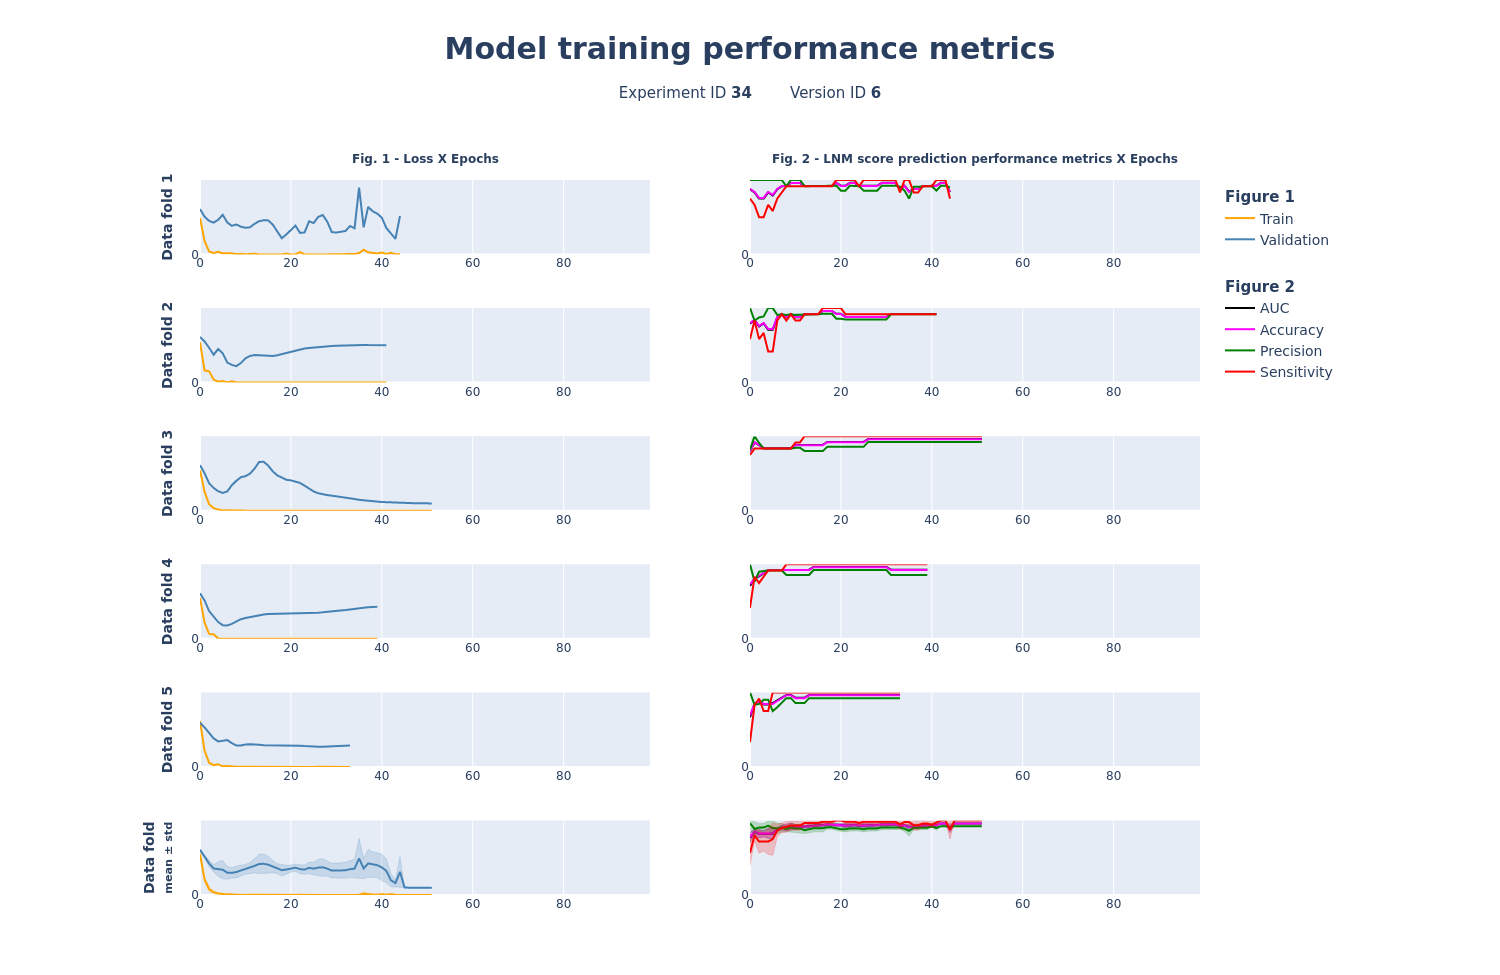 Model training performance metrics
Experiment ID 34 Version ID 6
Fig. 1 - Loss X Epochs
Fig. 2 - LNM score prediction performance metrics X Epochs
Data fold 1
0
0 20 40 60 80
0
0 20 40 60 80
Figure 1
Train
Validation
Figure 2
AUC
Accuracy
Precision
Sensitivity
Data fold 2
0
0 20 40 60 80
0
0 20 40 60 80
Data fold 3
0
0 20 40 60 80
0
0 20 40 60 80
Data fold 4
0
0 20 40 60 80
0
0 20 40 60 80
Data fold 5
0
0 20 40 60 80
0
0 20 40 60 80
Data fold
mean ± std
0
0 20 40 60 80
0
0 20 40 60 80